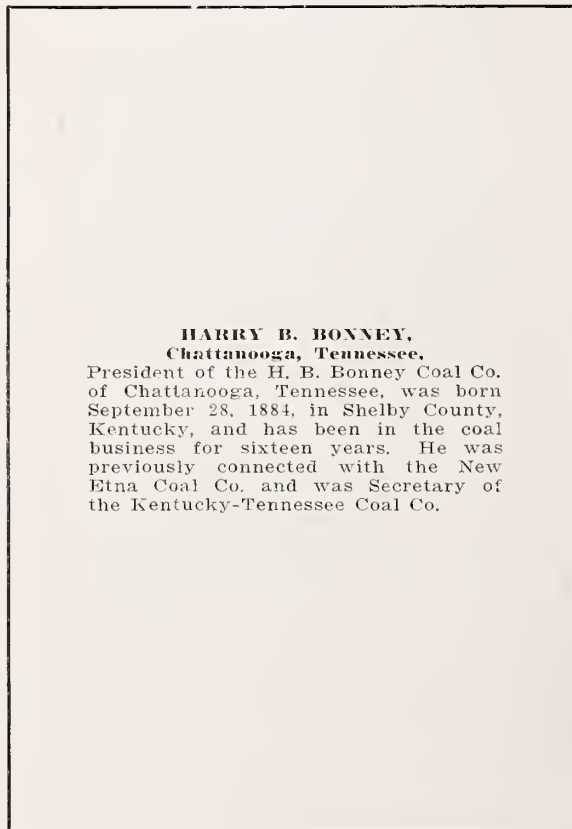 HARRY B. BONNEY,
Chattanooga, Tennessee,
President of the H. B. Bonney Coal Co.
of Chattanooga, Tennessee, was born
September 28, 1884, in Shelby County,
Kentucky, and has been in the coal
business for sixteen years. He was
previously connected with the New
Etna Coal Co. and was Secretary of
the Kentucky-Tennessee Coal Co.